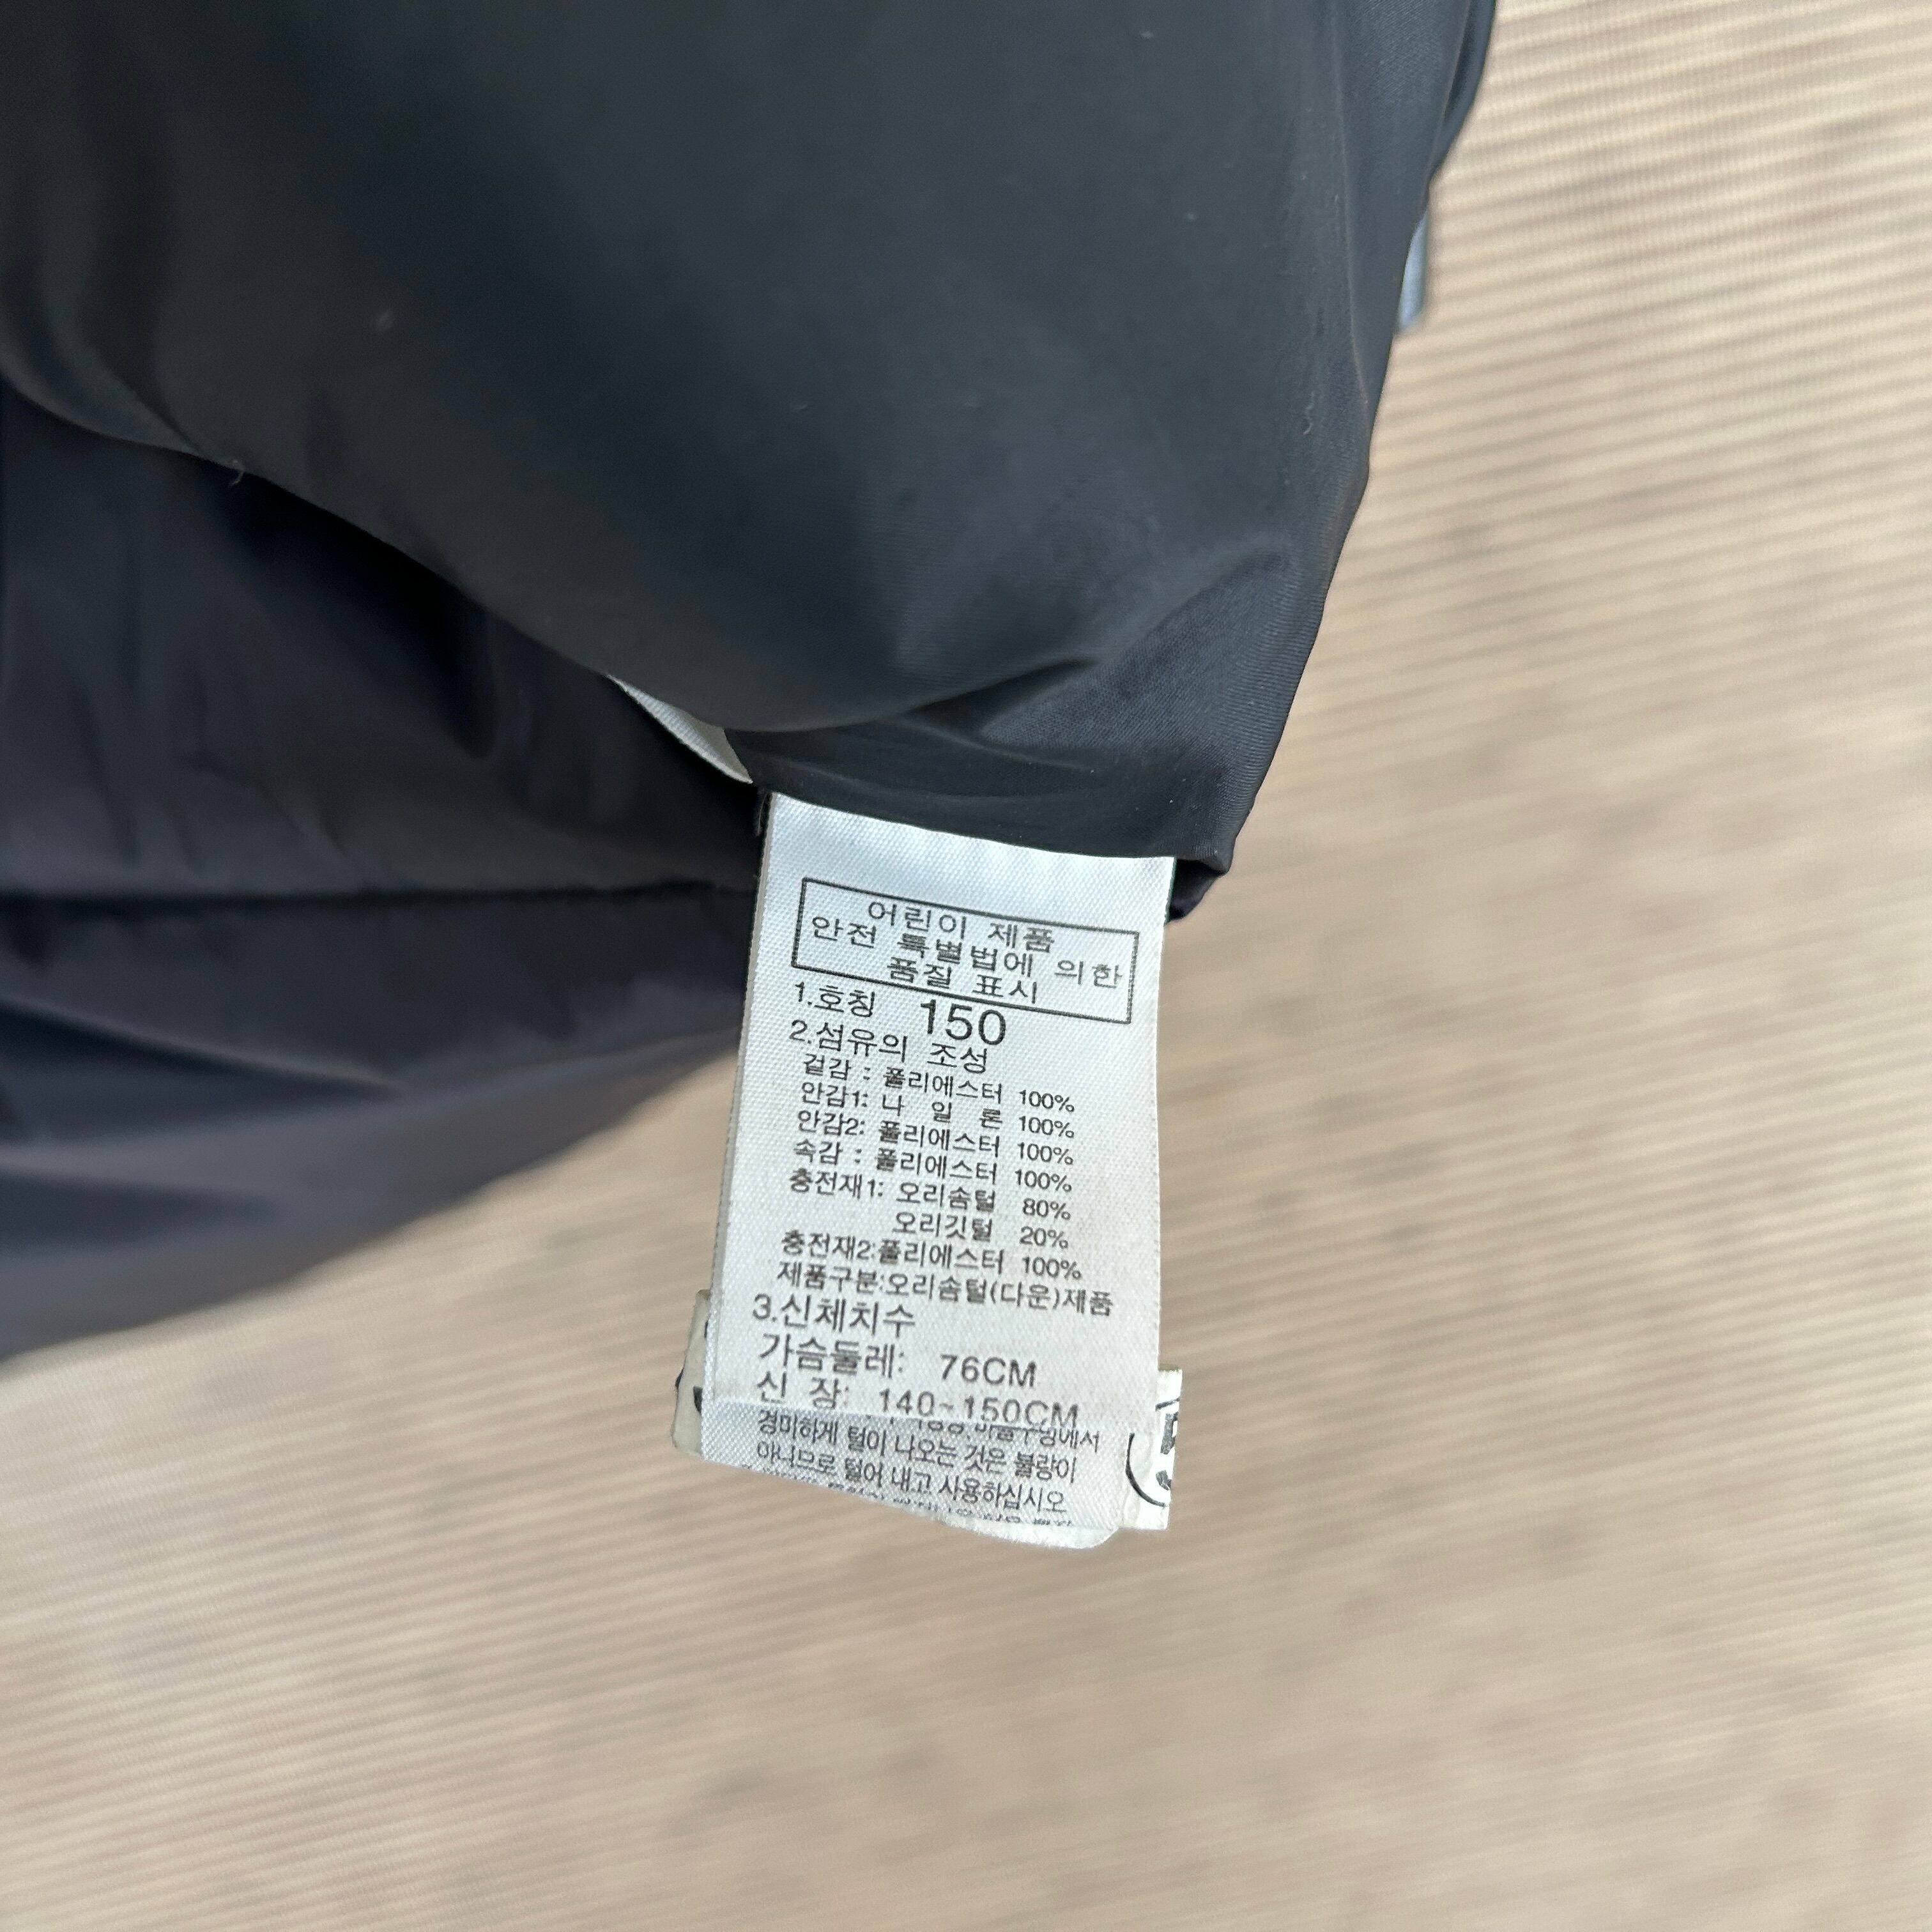 어린이 제품
안전 특별법에 의한
품질 표시
1.호칭 150
2.섬유의 조성
겉감 : 폴리에스터 100%
안감1: 나 일 론 100%
안감2: 폴리에스터 100%
속감 : 폴리에스터 100%
충전재1: 오리솜털 80%
오리깃털 20%
충전재2:폴리에스터 100%
제품구분:오리솜털(다운)제품
3.신체치수
가슴둘레: 76CM
신 장: 140~150CM
경미하게 털이 나오는 것은 불량이
아니므로 털어 내고 사용하십시오